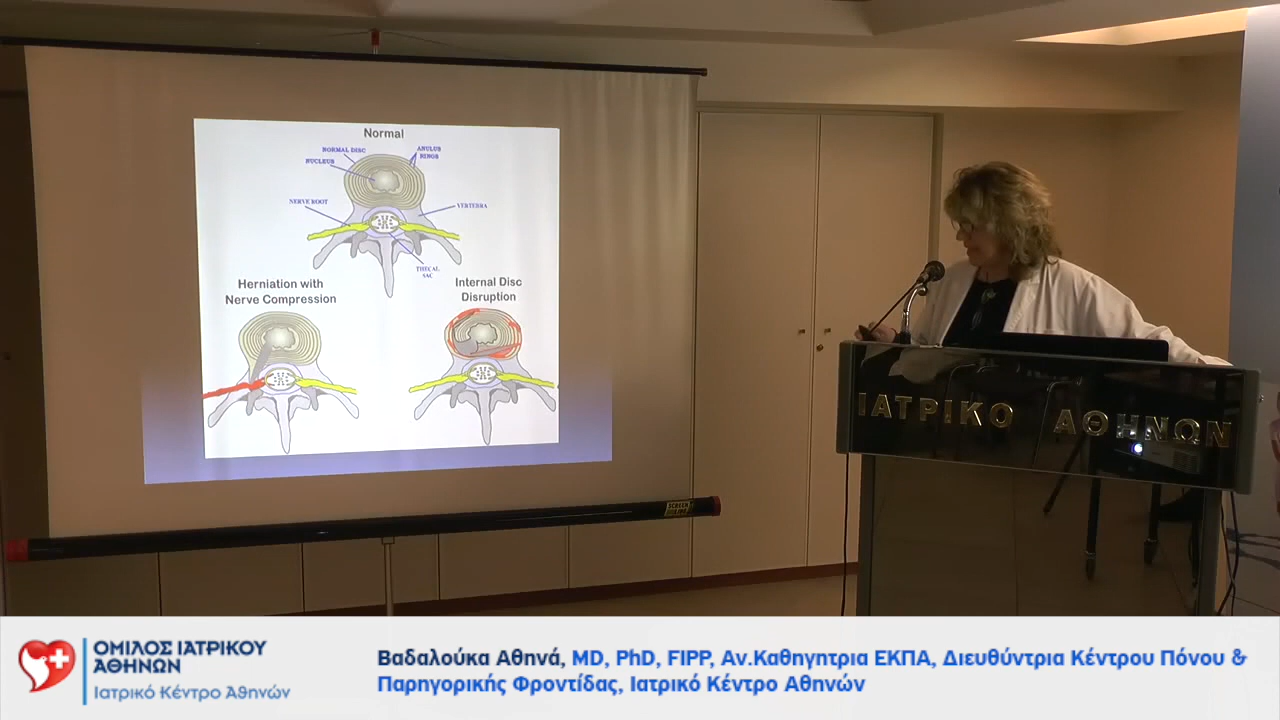 Normal
NORMAL DISC
ANULUS
RINGS
NUCLEUS
NERVE ROOT
VERTEBRA
THECAL
SAC
Herniation with
Nerve Compression
Internal Disc
Disruption
ΙΑΤΡΙΚΟ ΑΘΗΝΩΝ
ΟΜΙΛΟΣ ΙΑΤΡΙΚΟΥ
ΑΘΗΝΩΝ
Ιατρικό Κέντρο Αθηνών
Βαδαλούκα Αθηνά, MD, PhD, FIPP, Αν.Καθηγητρια ΕΚΠΑ, Διευθύντρια Κέντρου Πόνου &
Παρηγορικής Φροντίδας, Ιατρικό Κέντρο Αθηνών